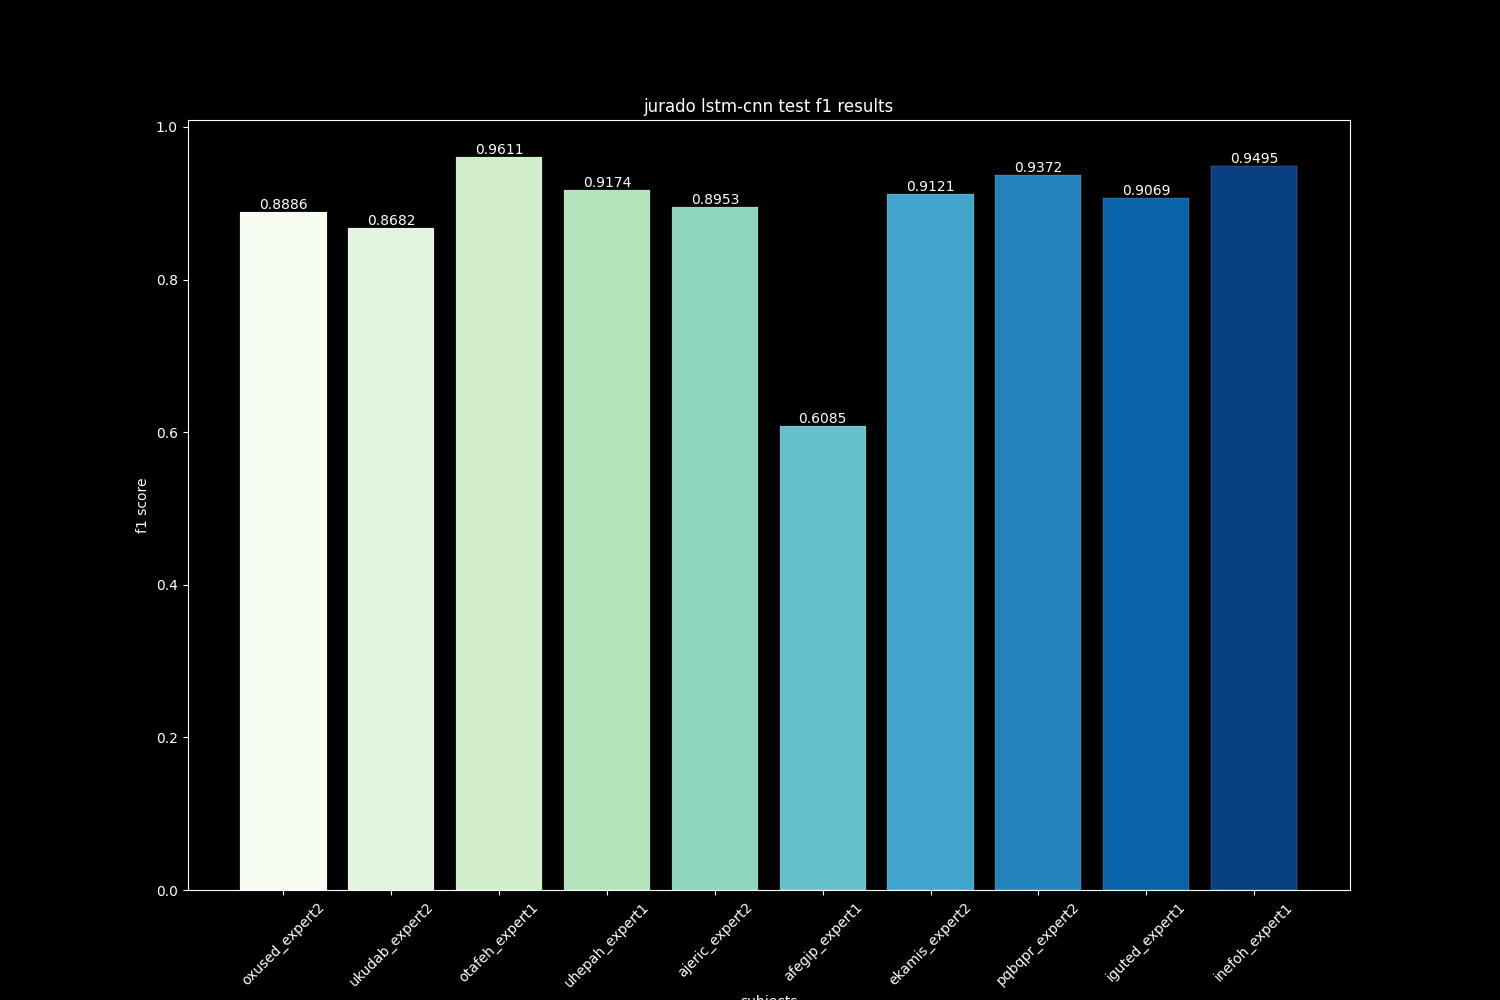 jurado lstm-cnn test f1 results
1.0
0.8
0.6
0.4
0.2
0.0
f1 score
0.8886
0.8682
0.9611
0.9174
0.8953
0.6085
0.9121
0.9372
0.9069
0.9495
oxused_expert2
ukudab_expert2
otafeh_expert1
uhepah_expert1
ajeric_expert2
afegip_expert1
ekamis_expert2
pqbqpr_expert2
iguted_expert1
inefoh_expert1
subjects